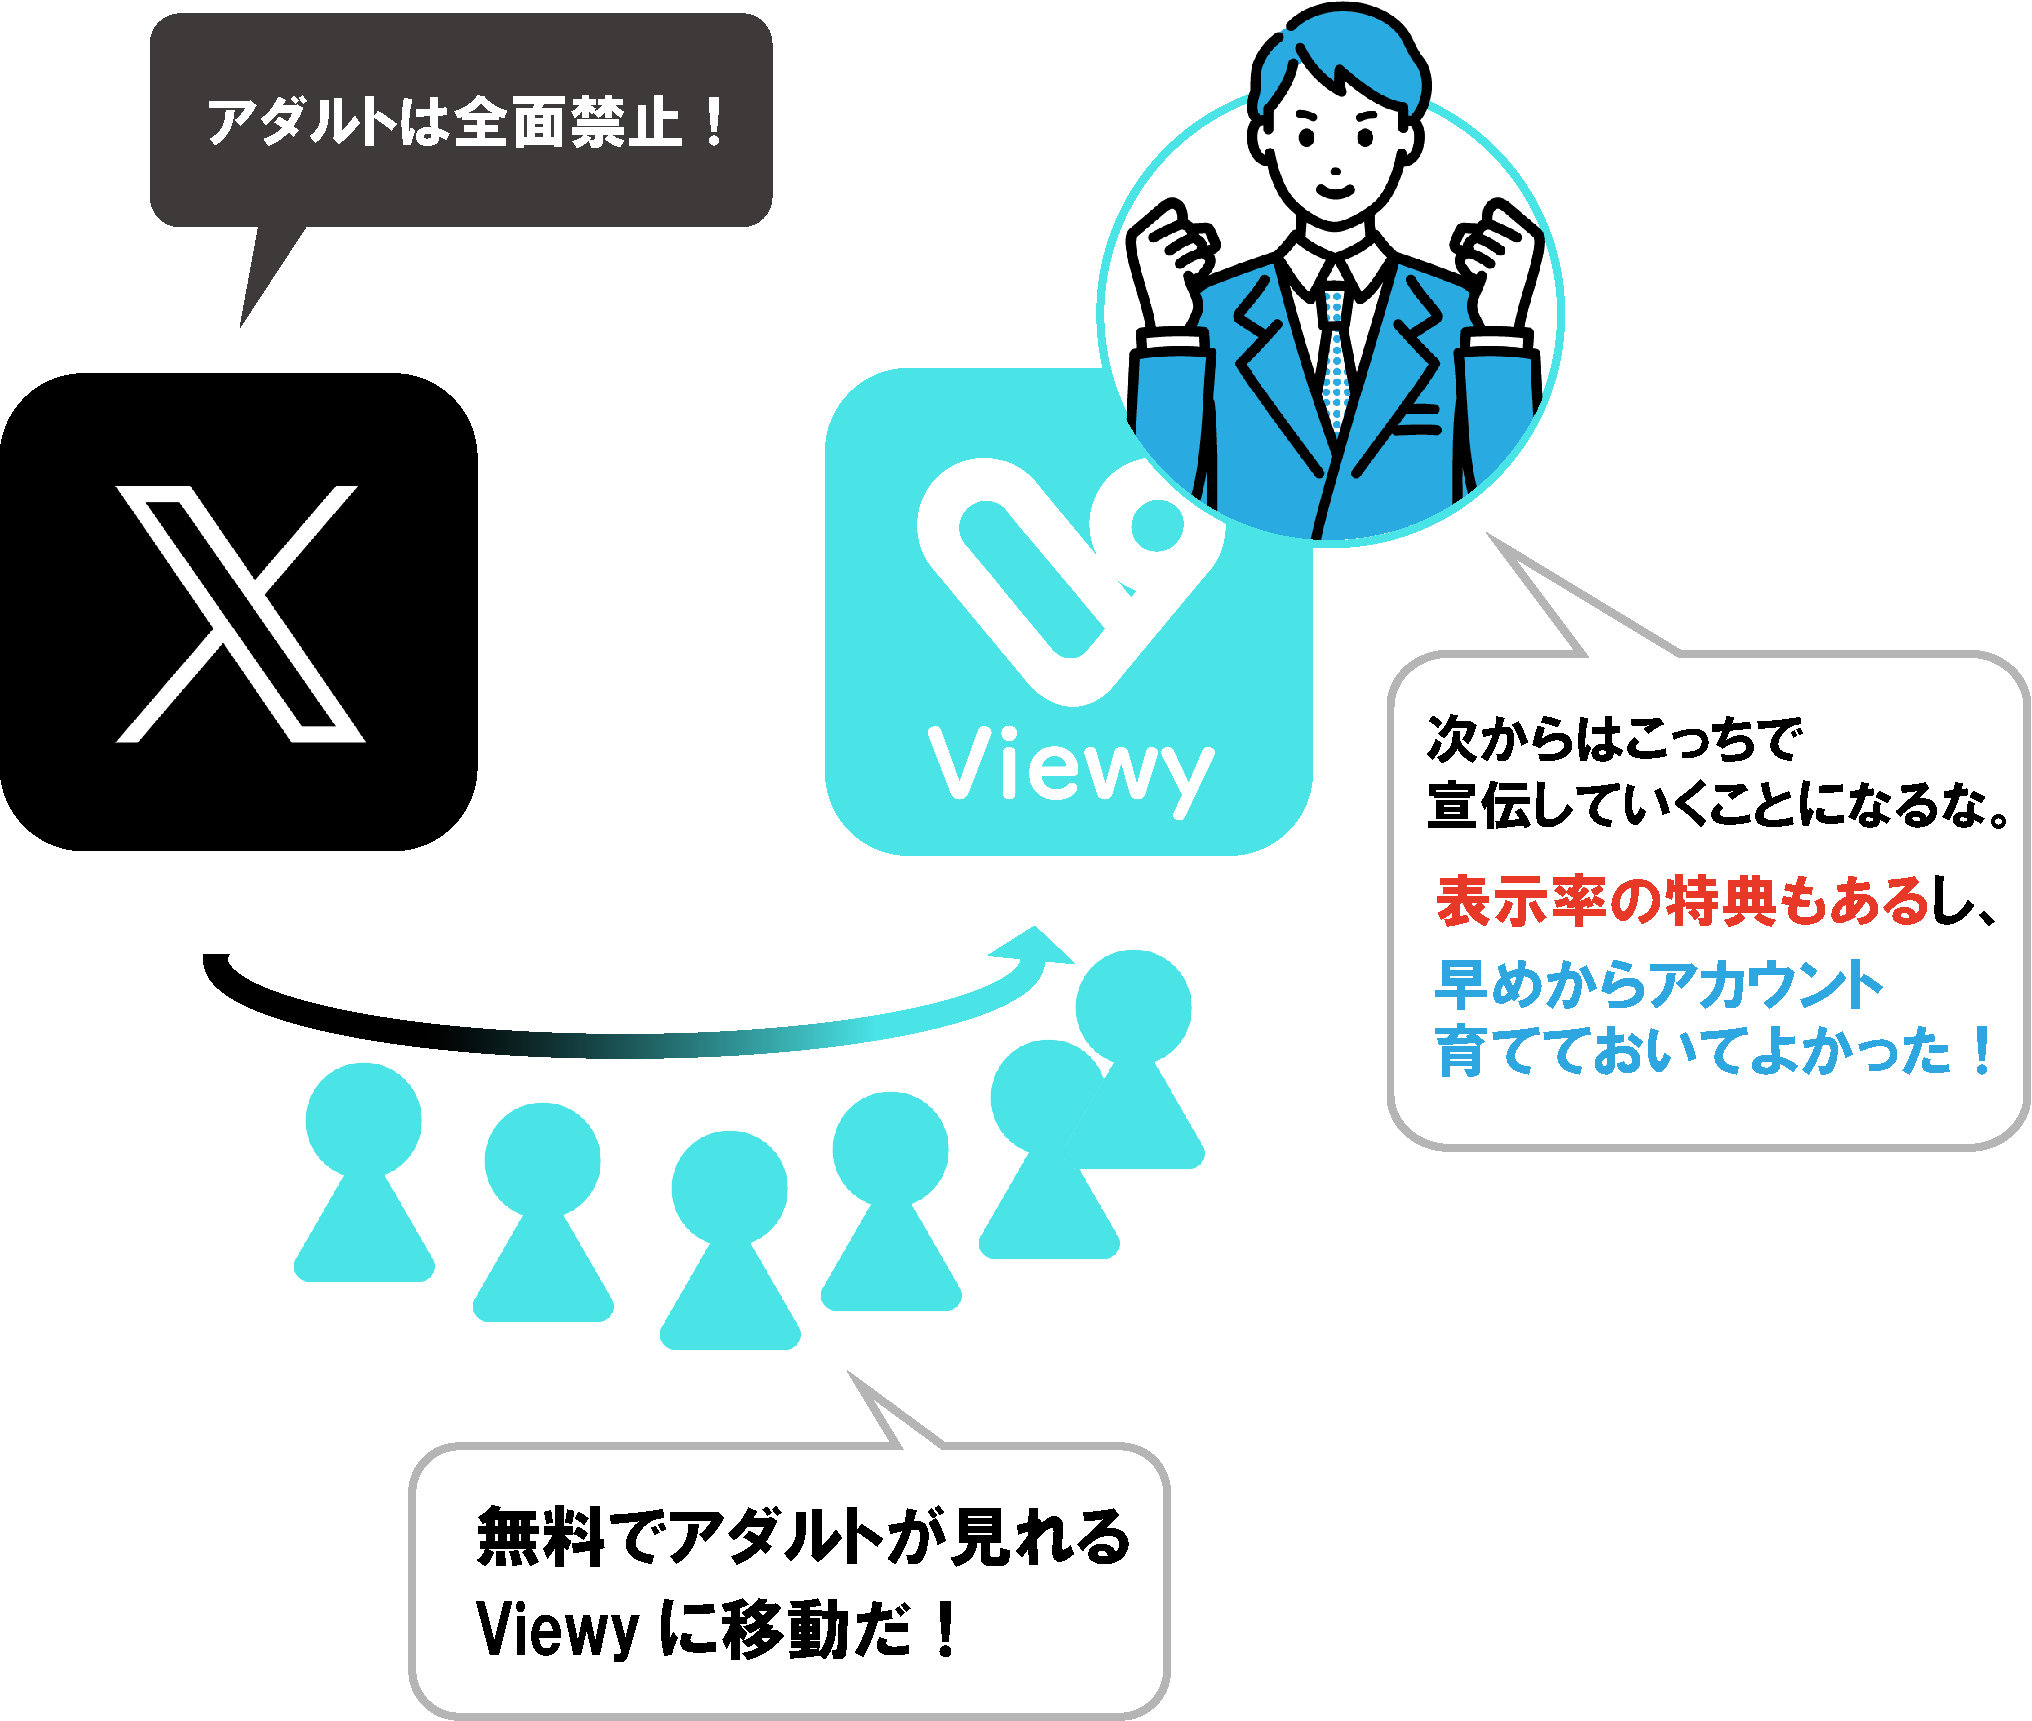 アダルトは全面禁止！
X
Viewy
次からはこっちで
宣伝していくことになるな。
表示率の特典もあるし、
早めからアカウント
育てておいてよかった！
無料でアダルトが見れる
Viewy に移動だ！